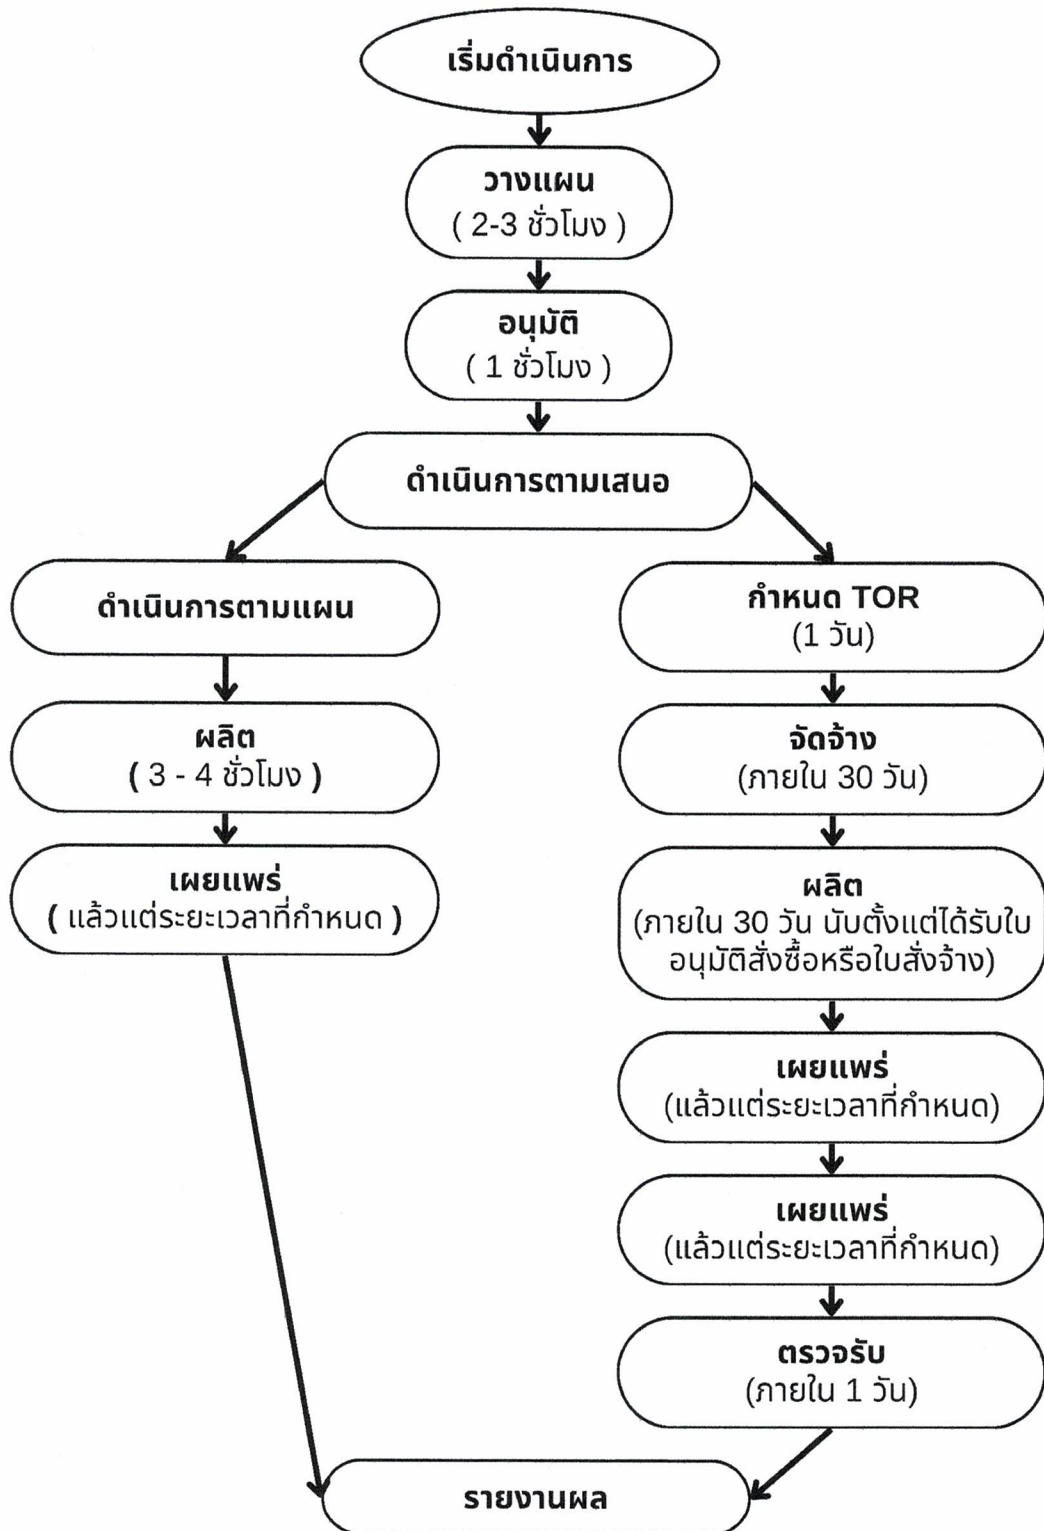 เริ่มดำเนินการ
วางแผน
( 2-3 ชั่วโมง )
อนุมัติ
( 1 ชั่วโมง )
ดำเนินการตามเสนอ
ดำเนินการตามแผน
ผลิต
( 3 - 4 ชั่วโมง )
เผยแพร่
( แล้วแต่ระยะเวลาที่กำหนด )
กำหนด TOR
(1 วัน)
จัดจ้าง
(ภายใน 30 วัน)
ผลิต
(ภายใน 30 วัน นับตั้งแต่ได้รับใบ
อนุมัติสั่งซื้อหรือใบสั่งจ้าง)
เผยแพร่
(แล้วแต่ระยะเวลาที่กำหนด)
เผยแพร่
(แล้วแต่ระยะเวลาที่กำหนด)
ตรวจรับ
(ภายใน 1 วัน)
รายงานผล